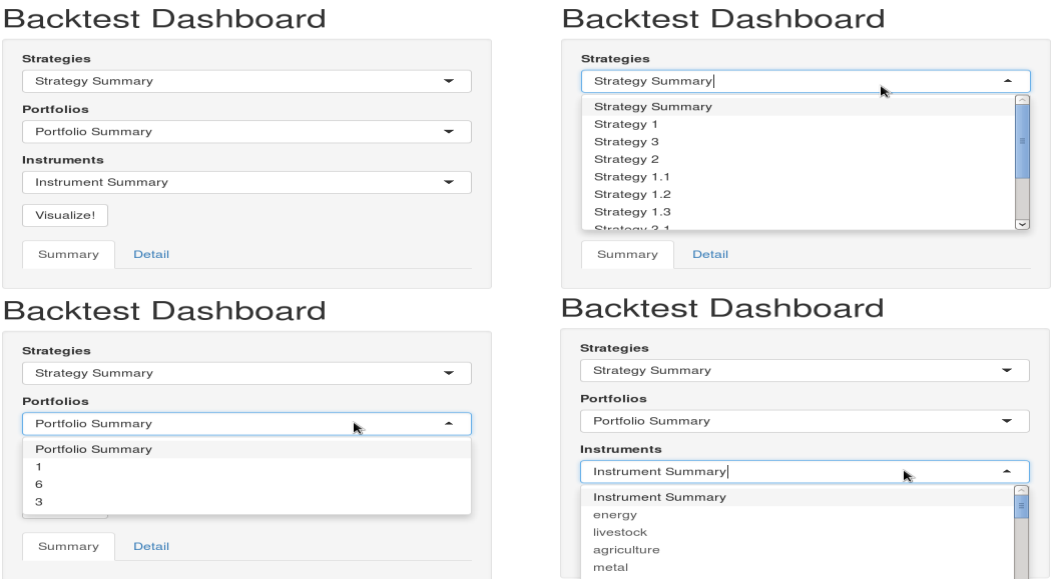 Backtest Dashboard
Strategies
Strategy Summary
Portfolios
Portfolio Summary
Instruments
Instrument Summary
Visualize!
Summary
Detail
Backtest Dashboard
Strategies
Strategy Summary
Strategy Summary
Strategy 1
Strategy 3
Strategy 2
Strategy 1.1
Strategy 1.2
Strategy 1.3
Strategy 2.1
Summary
Detail
Backtest Dashboard
Strategies
Strategy Summary
Portfolios
Portfolio Summary
Portfolio Summary
1
6
3
Summary
Detail
Backtest Dashboard
Strategies
Strategy Summary
Portfolios
Portfolio Summary
Instruments
Instrument Summary
Instrument Summary
energy
livestock
agriculture
metal